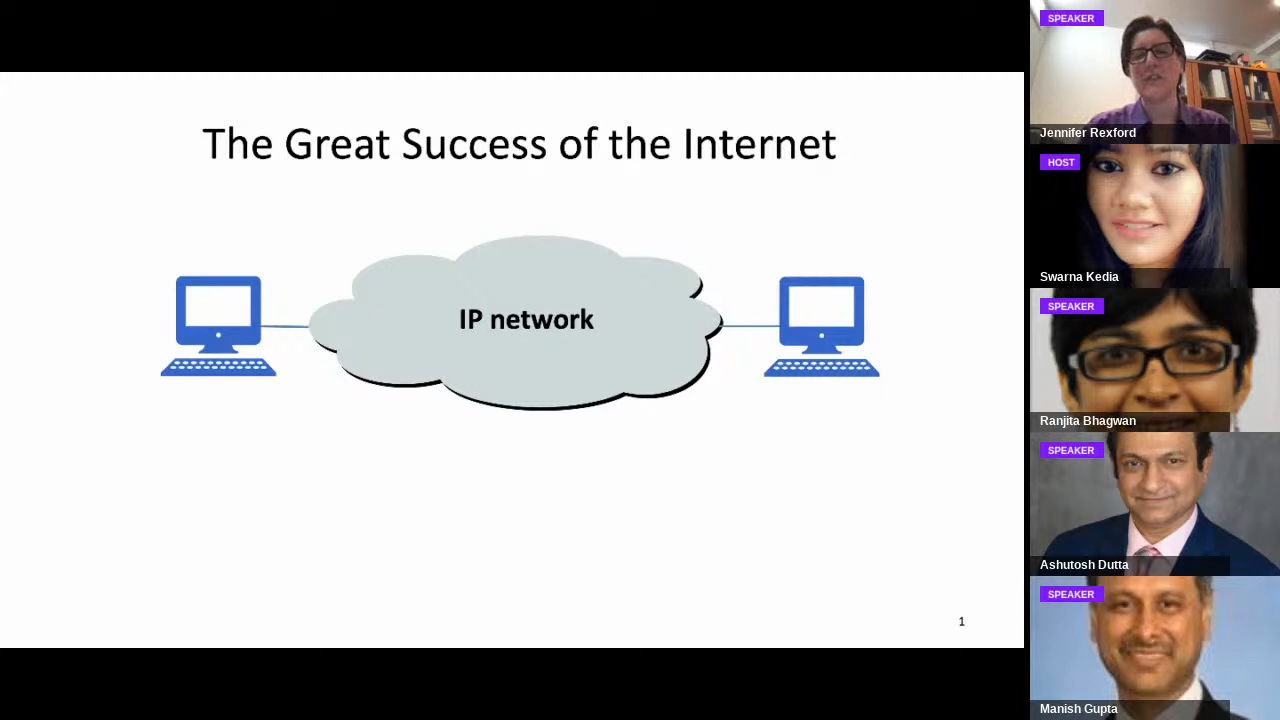 The Great Success of the Internet
IP network
1
SPEAKER
Jennifer Rexford
HOST
Swarna Kedia
SPEAKER
Ranjita Bhagwan
SPEAKER
Ashutosh Dutta
SPEAKER
Manish Gupta